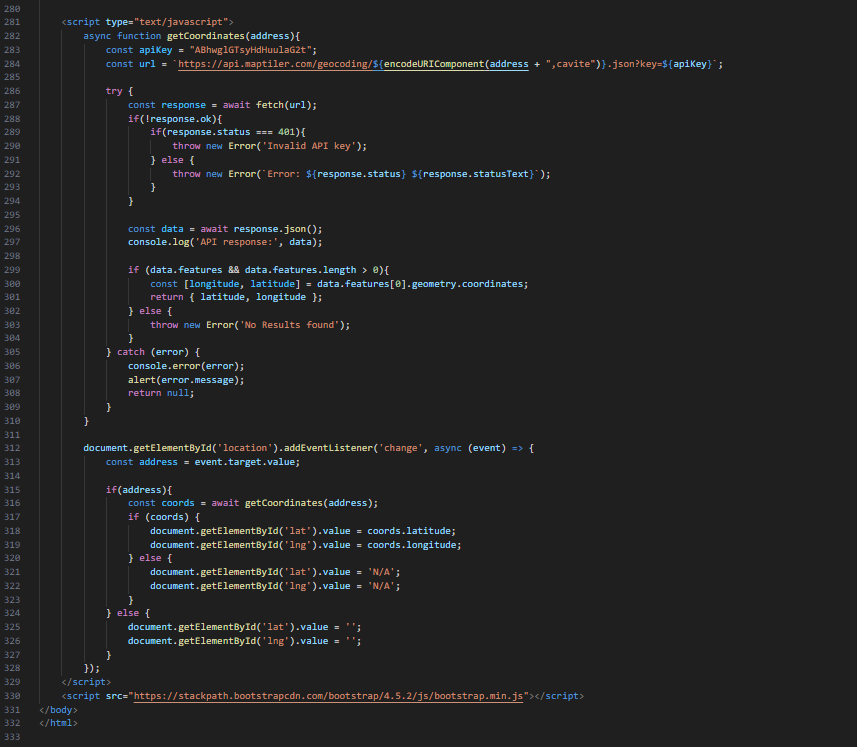 280
281 <script type="text/javascript">
282 async function getCoordinates(address){
283 const apiKey = "ABhwglGTsyHdHuulaG2t";
284 const url = `https://api.maptiler.com/geocoding/${encodeURIComponent(address + ",cavite")}.json?key=${apiKey}`;
285
286 try {
287 const response = await fetch(url);
288 if(!response.ok){
289 if(response.status === 401){
290 throw new Error('Invalid API key');
291 } else {
292 throw new Error(`Error: ${response.status} ${response.statusText}`);
293 }
294 }
295
296 const data = await response.json();
297 console.log('API response:', data);
298
299 if (data.features && data.features.length > 0){
300 const [longitude, latitude] = data.features[0].geometry.coordinates;
301 return { latitude, longitude };
302 } else {
303 throw new Error('No Results found');
304 }
305 } catch (error) {
306 console.error(error);
307 alert(error.message);
308 return null;
309 }
310 }
311
312 document.getElementById('location').addEventListener('change', async (event) => {
313 const address = event.target.value;
314
315 if(address){
316 const coords = await getCoordinates(address);
317 if (coords) {
318 document.getElementById('lat').value = coords.latitude;
319 document.getElementById('lng').value = coords.longitude;
320 } else {
321 document.getElementById('lat').value = 'N/A';
322 document.getElementById('lng').value = 'N/A';
323 }
324 } else {
325 document.getElementById('lat').value = '';
326 document.getElementById('lng').value = '';
327 }
328 });
329 </script>
330 <script src="https://stackpath.bootstrapcdn.com/bootstrap/4.5.2/js/bootstrap.min.js"></script>
331 </body>
332 </html>
333